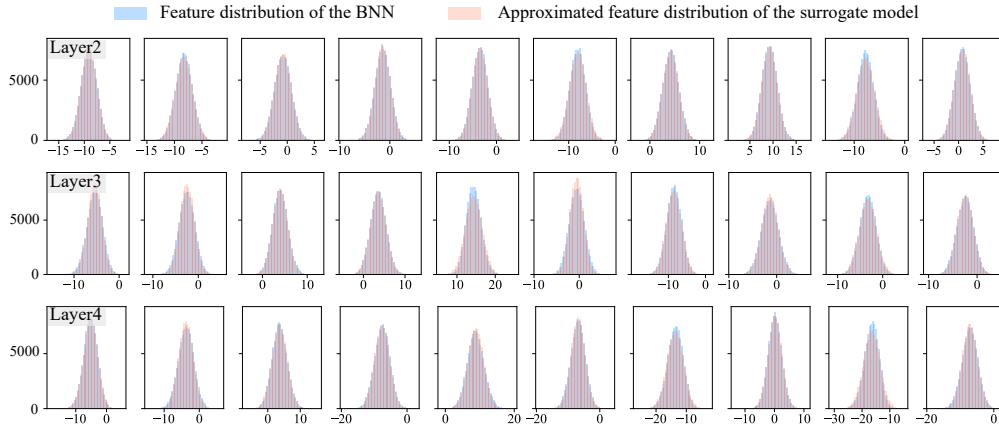 Feature distribution of the BNN Approximated feature distribution of the surrogate model
Layer2
5000
0
−15 −10 −5 −10 −5 −5 0 5 −10 0 −5 0 −10 0 0 10 5 10 15 −10 0 −5 0 5
Layer3
5000
0
−10 0 −10 0 0 10 0 10 10 20 −10 0 −10 0 −10 0 −10 0 −10 0
Layer4
5000
0
−10 0 −10 0 0 10 −20 0 0 20 −20 0 −20 −10 −10 0 10 −30 −20 −10 −20 0